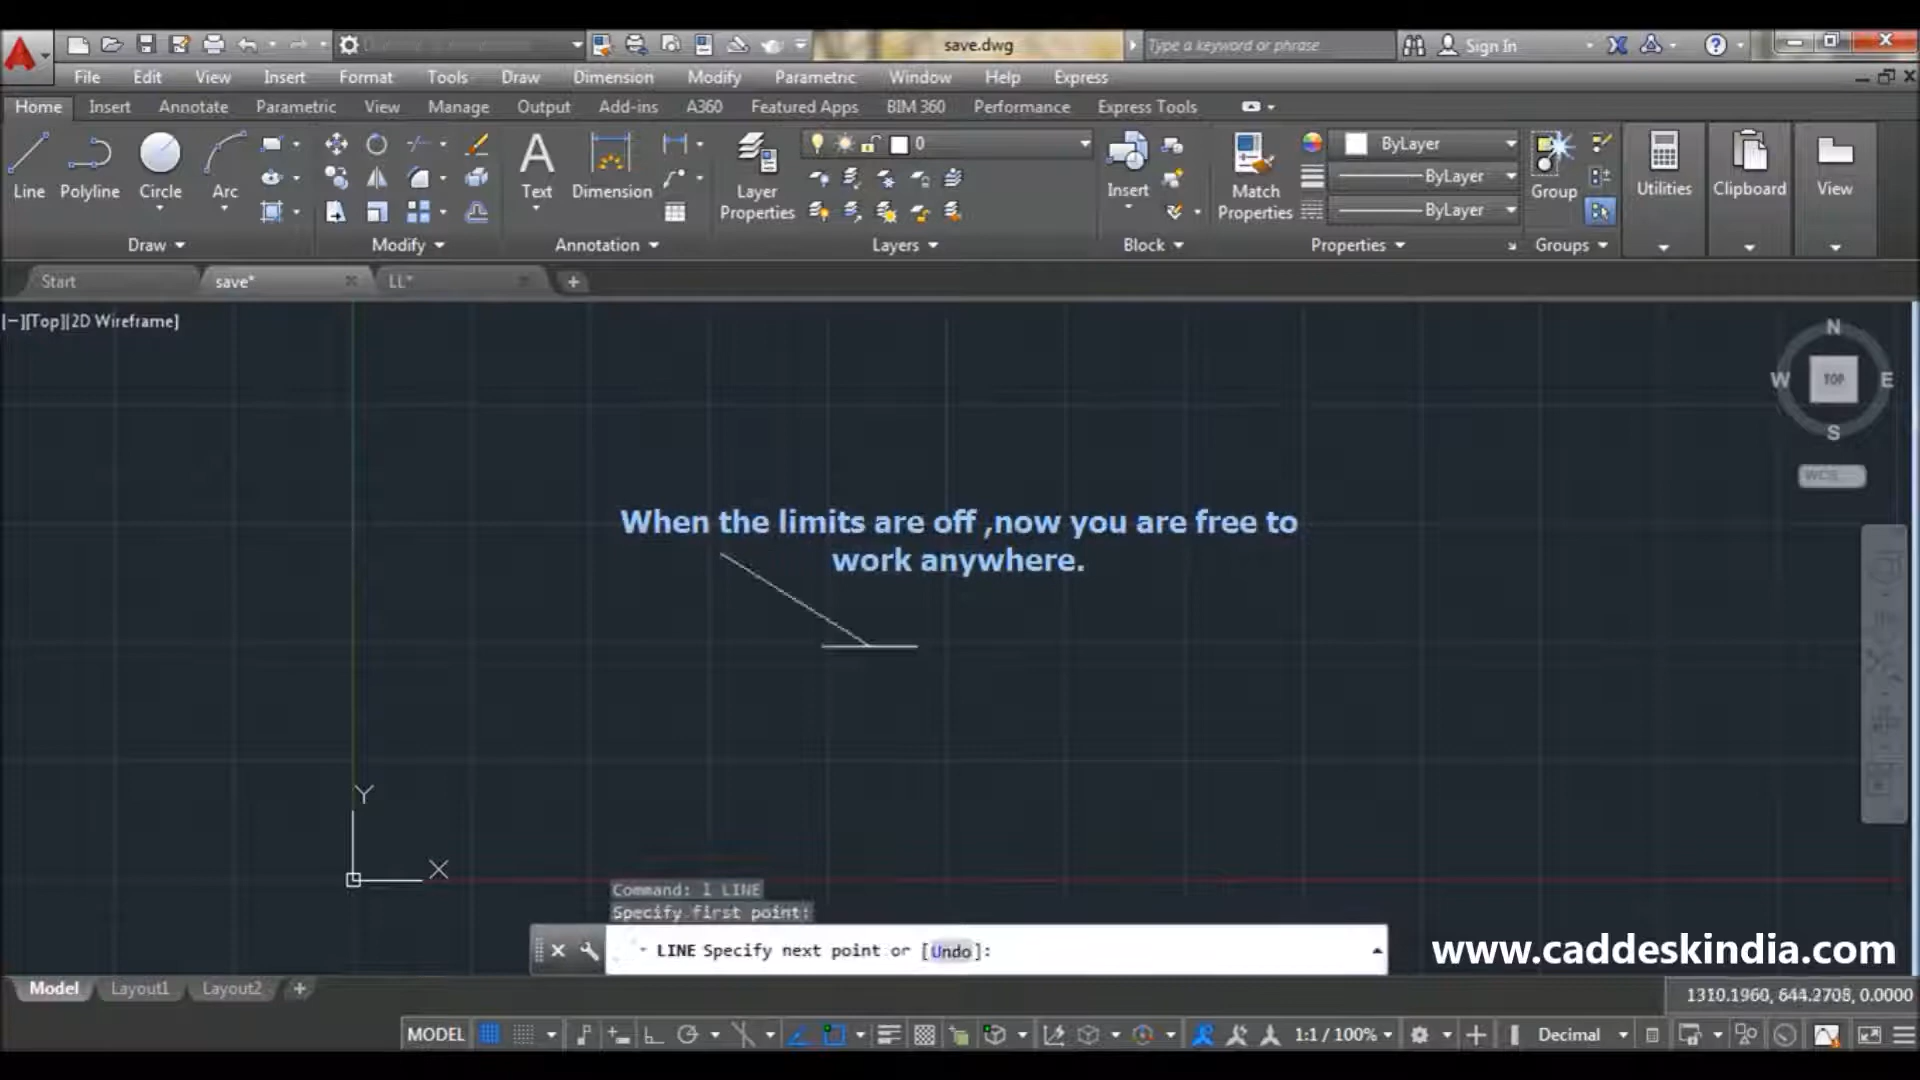 save.dwg
Type a keyword or phrase
Sign In
File Edit View Insert Format Tools Draw Dimension Modify Parametric Window Help Express
Home Insert Annotate Parametric View Manage Output Add-ins A360 Featured Apps BIM 360 Performance Express Tools
0
ByLayer
ByLayer
ByLayer
Line Polyline Circle Arc
Text Dimension
Layer Properties
Insert
Match Properties
Group
Utilities Clipboard View
Draw Modify Annotation Layers Block Properties Groups
Start save* LL*
[−][Top][2D Wireframe]
N
W TOP E
S
WCS
When the limits are off ,now you are free to
work anywhere.
Y
X
Command: l LINE
Specify first point:
LINE Specify next point or [Undo]:
www.caddeskindia.com
Model Layout1 Layout2 +
1310.1960, 644.2708, 0.0000
MODEL 1:1 / 100% Decimal